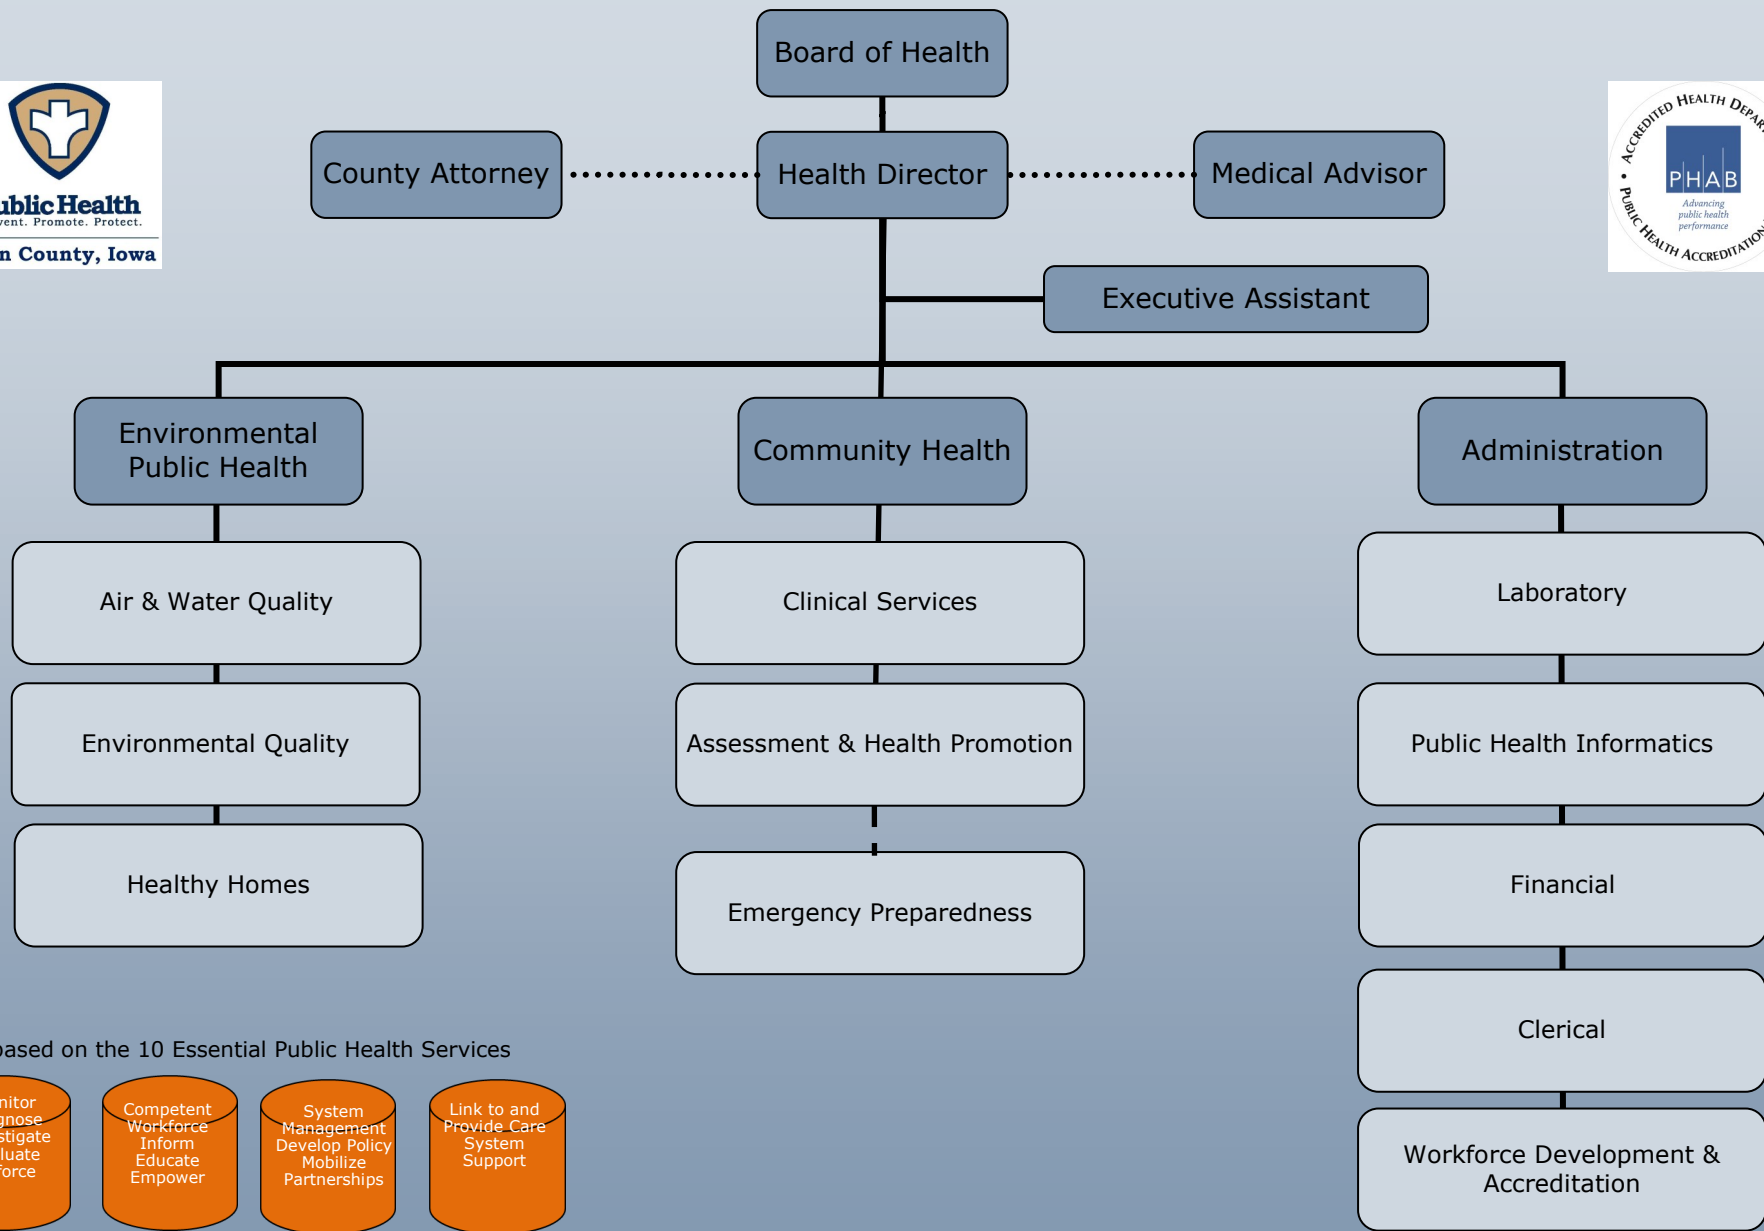 Board of Health
County Attorney
Health Director
Medical Advisor
ublic Health
vent. Promote. Protect.
n County, Iowa
ACCREDITED HEALTH DEPAR
PUBLIC HEALTH ACCREDITATION
PHAB
Advancing
public health
performance
Executive Assistant
Environmental
Public Health
Community Health
Administration
Air & Water Quality
Clinical Services
Laboratory
Environmental Quality
Assessment & Health Promotion
Public Health Informatics
Healthy Homes
Emergency Preparedness
Financial
Clerical
Workforce Development &
Accreditation
based on the 10 Essential Public Health Services
nitor
gnose
stigate
luate
force
Competent
Workforce
Inform
Educate
Empower
System
Management
Develop Policy
Mobilize
Partnerships
Link to and
Provide Care
System
Support